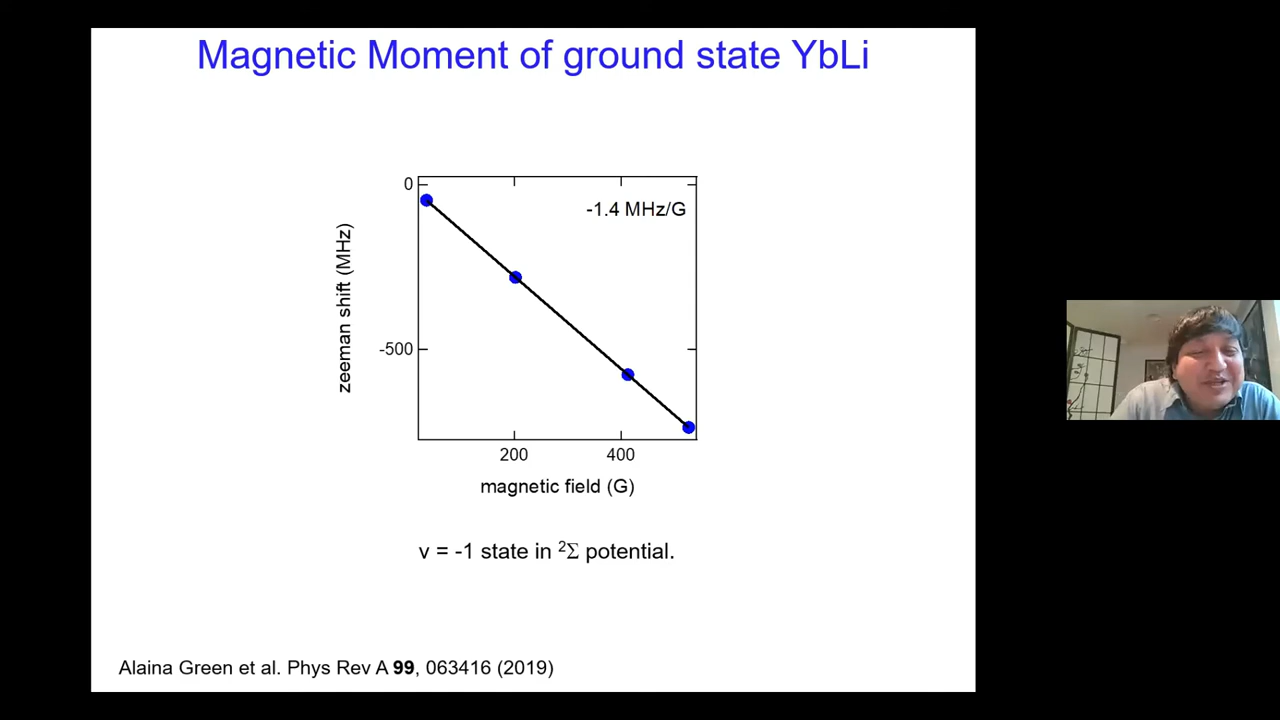 Magnetic Moment of ground state YbLi
0
-1.4 MHz/G
zeeman shift (MHz)
-500
200 400
magnetic field (G)
v = -1 state in ²Σ potential.
Alaina Green et al. Phys Rev A 99, 063416 (2019)